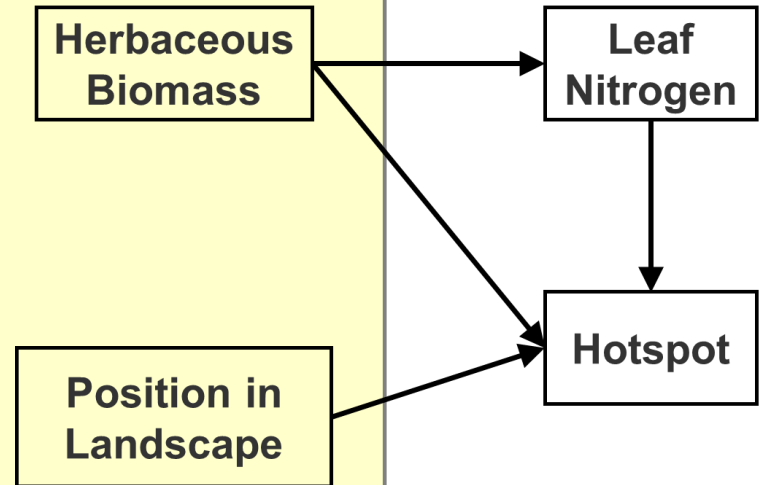 Herbaceous
Biomass
Leaf
Nitrogen
Hotspot
Position in
Landscape